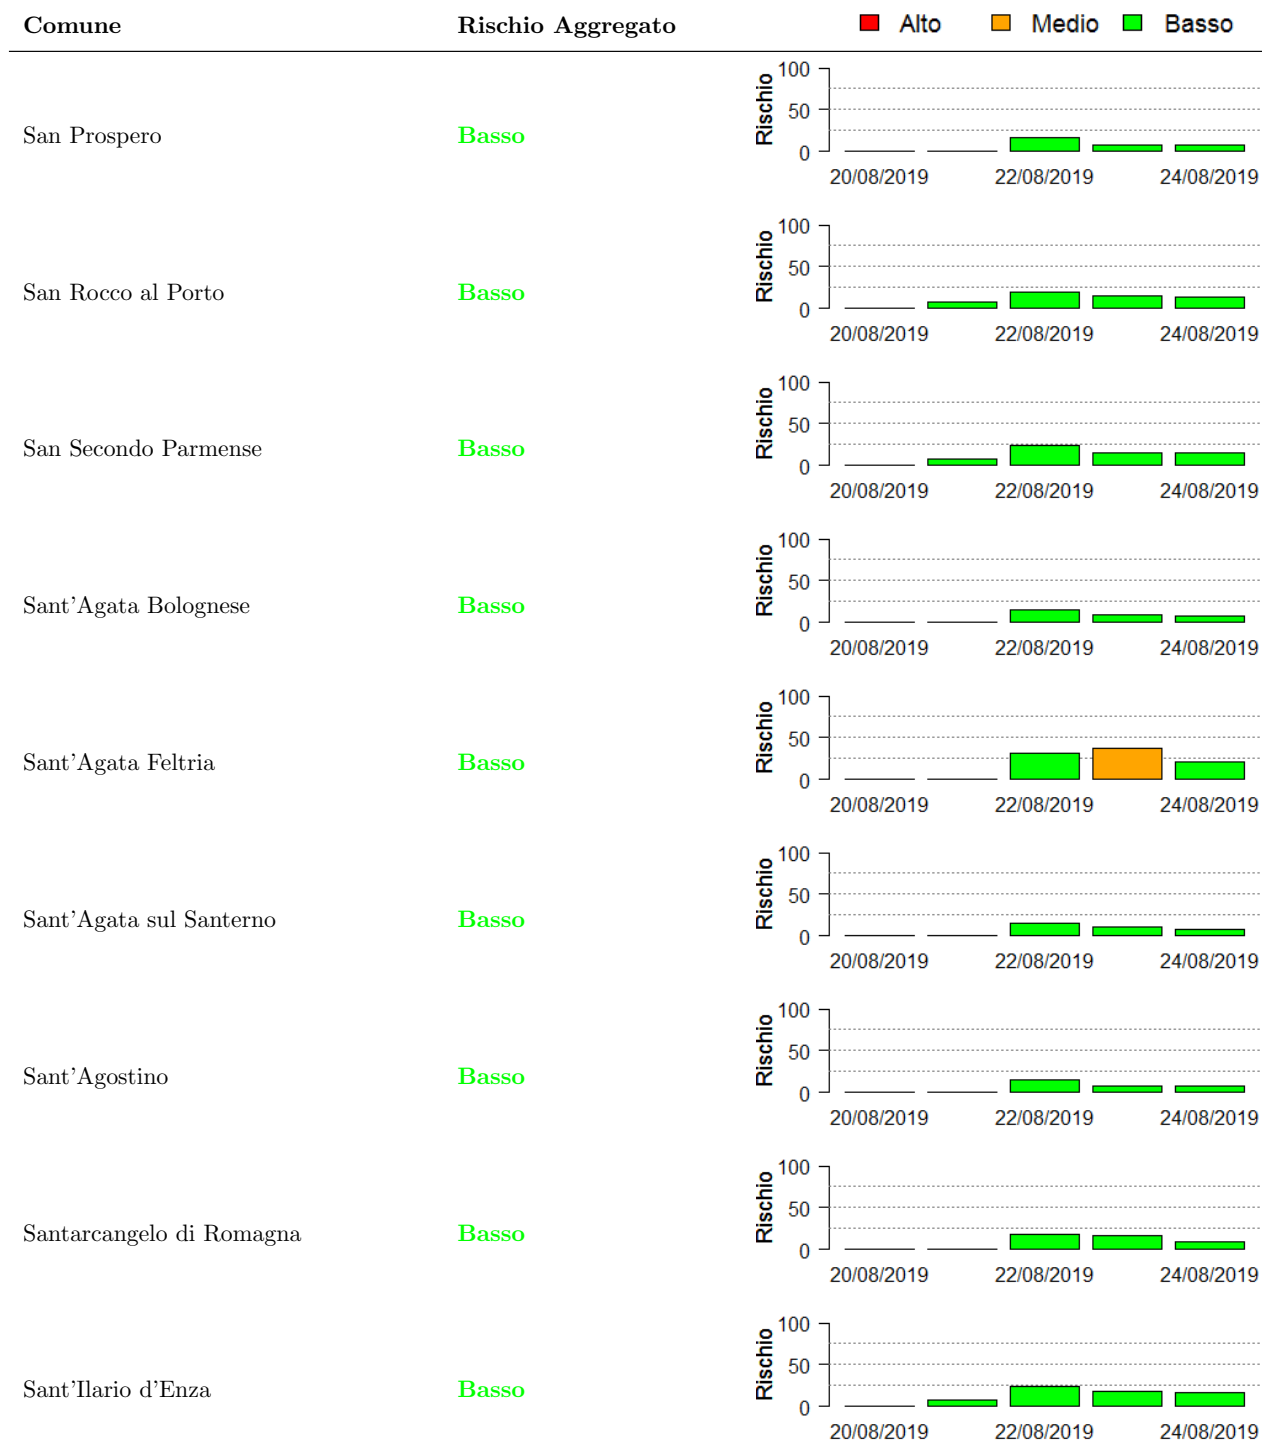 Comune Rischio Aggregato Alto Medio Basso
100
50
0
Rischio
San Prospero Basso
20/08/2019 22/08/2019 24/08/2019
100
50
0
Rischio
San Rocco al Porto Basso
20/08/2019 22/08/2019 24/08/2019
100
50
0
Rischio
San Secondo Parmense Basso
20/08/2019 22/08/2019 24/08/2019
100
50
0
Rischio
Sant'Agata Bolognese Basso
20/08/2019 22/08/2019 24/08/2019
100
50
0
Rischio
Sant'Agata Feltria Basso
20/08/2019 22/08/2019 24/08/2019
100
50
0
Rischio
Sant'Agata sul Santerno Basso
20/08/2019 22/08/2019 24/08/2019
100
50
0
Rischio
Sant'Agostino Basso
20/08/2019 22/08/2019 24/08/2019
100
50
0
Rischio
Santarcangelo di Romagna Basso
20/08/2019 22/08/2019 24/08/2019
100
50
0
Rischio
Sant'Ilario d'Enza Basso
20/08/2019 22/08/2019 24/08/2019